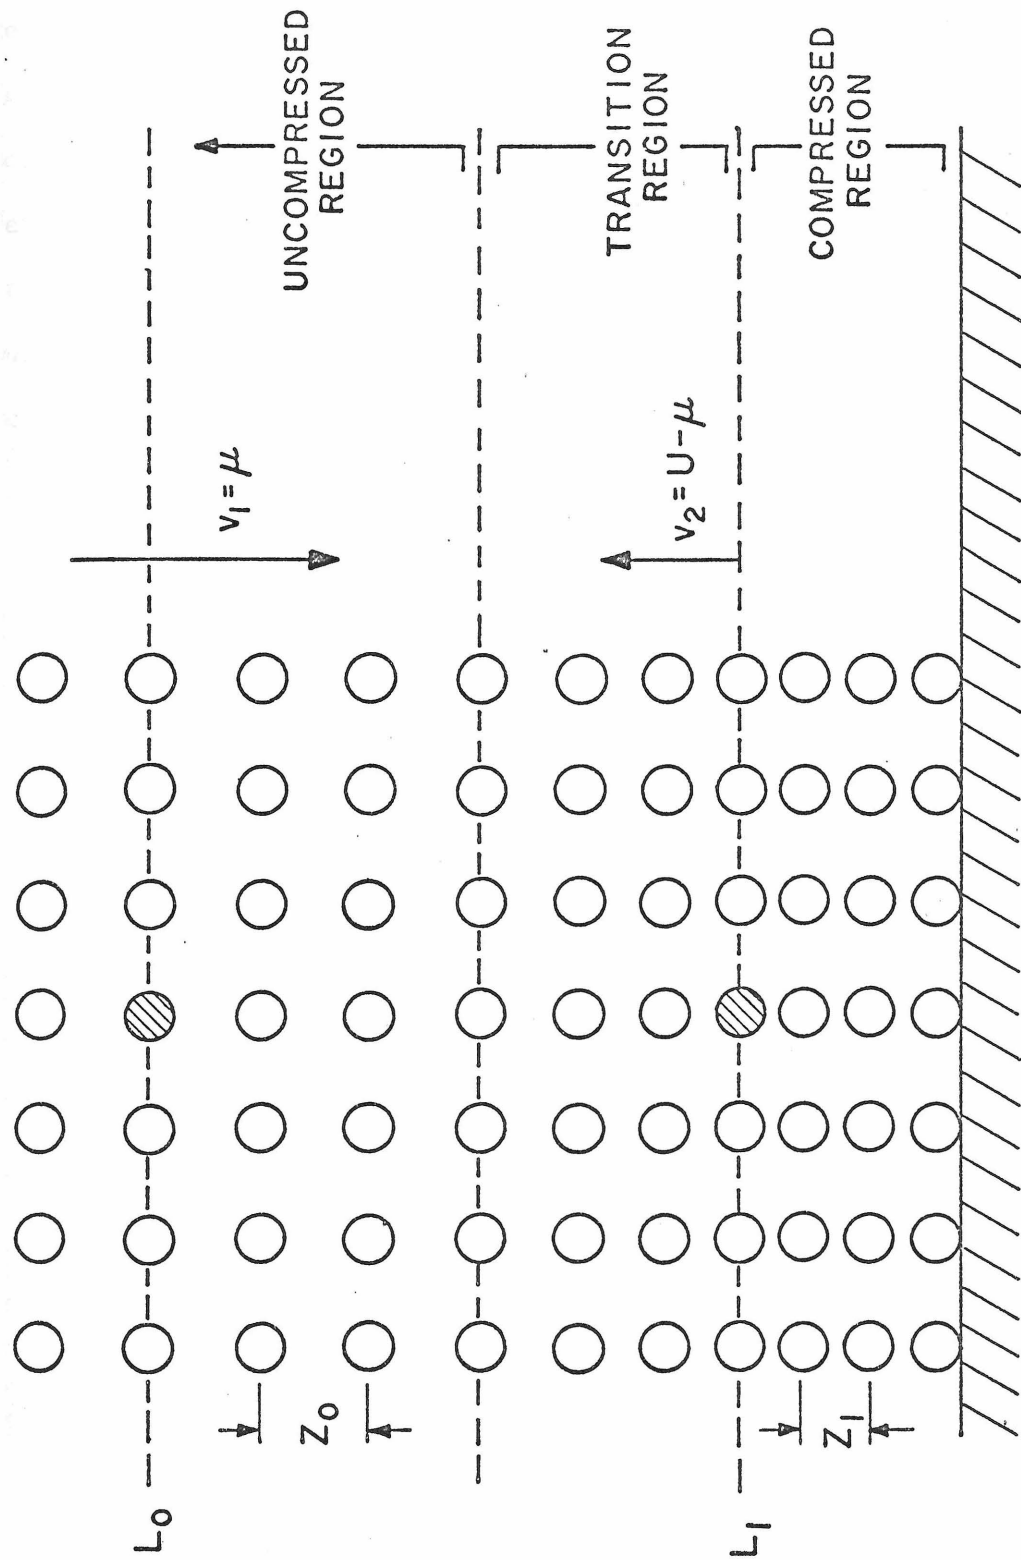 L₀
Z₀
L₁
Z₁
v₁ = μ
v₂ = U-μ
UNCOMPRESSED
REGION
TRANSITION
REGION
COMPRESSED
REGION